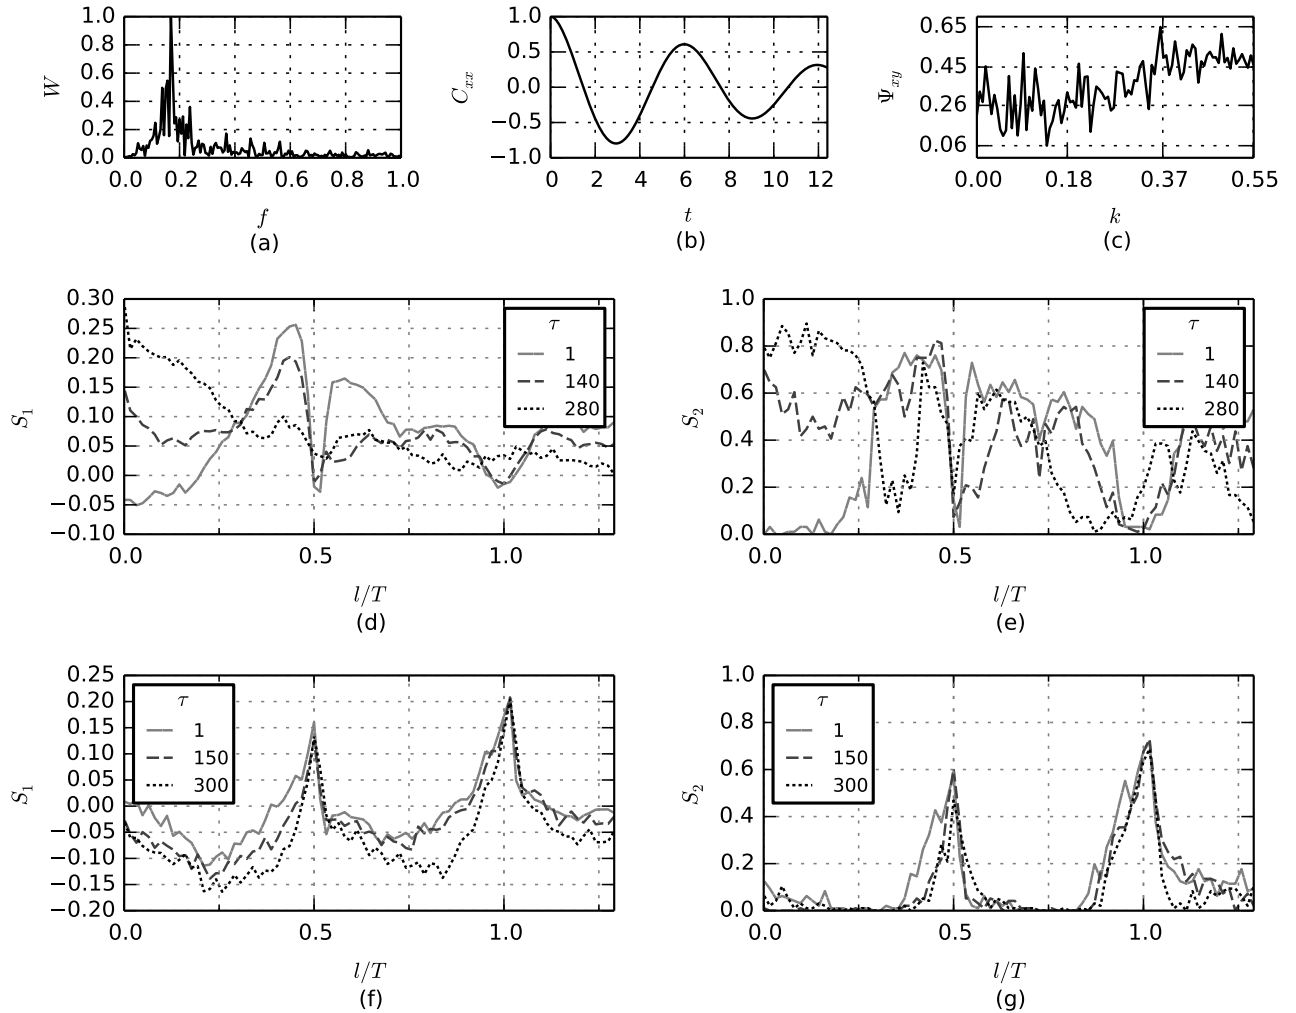 1.0
0.8
0.6
0.4
0.2
0.0
W
0.0 0.2 0.4 0.6 0.8 1.0
f
(a)
1.0
0.5
0.0
−0.5
−1.0
C_xx
0 2 4 6 8 10 12
t
(b)
0.65
0.45
0.26
0.06
Ψ_xy
0.00 0.18 0.37 0.55
k
(c)
0.30
0.25
0.20
0.15
0.10
0.05
0.00
−0.05
−0.10
S_1
τ
1
140
280
0.0 0.5 1.0
l/T
(d)
1.0
0.8
0.6
0.4
0.2
0.0
S_2
τ
1
140
280
0.0 0.5 1.0
l/T
(e)
0.25
0.20
0.15
0.10
0.05
0.00
−0.05
−0.10
−0.15
−0.20
S_1
τ
1
150
300
0.0 0.5 1.0
l/T
(f)
1.0
0.8
0.6
0.4
0.2
0.0
S_2
τ
1
150
300
0.0 0.5 1.0
l/T
(g)